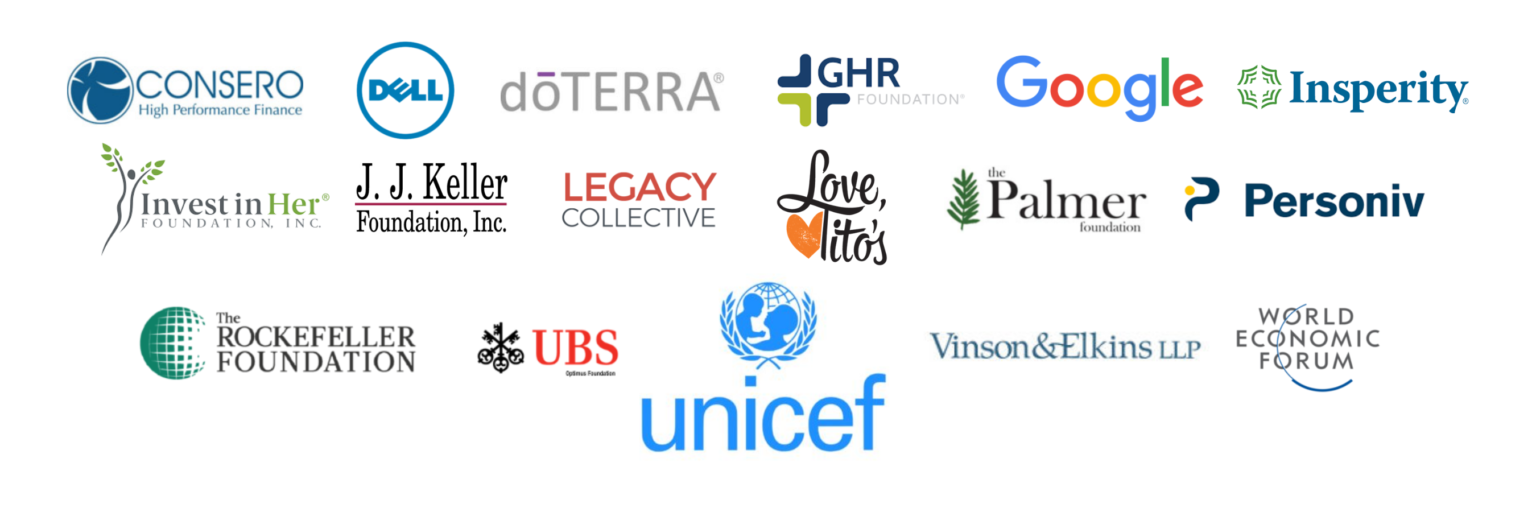 CONSERO
High Performance Finance
DELL
dōTERRA®
GHR
FOUNDATION®
Google
Insperity®
Invest in Her®
FOUNDATION, INC.
J. J. Keller
Foundation, Inc.
LEGACY
COLLECTIVE
Love,
Tito's
the
Palmer
foundation
Personiv
The
ROCKEFELLER
FOUNDATION
UBS
Optimus Foundation
unicef
Vinson&Elkins LLP
WORLD
ECONOMIC
FORUM